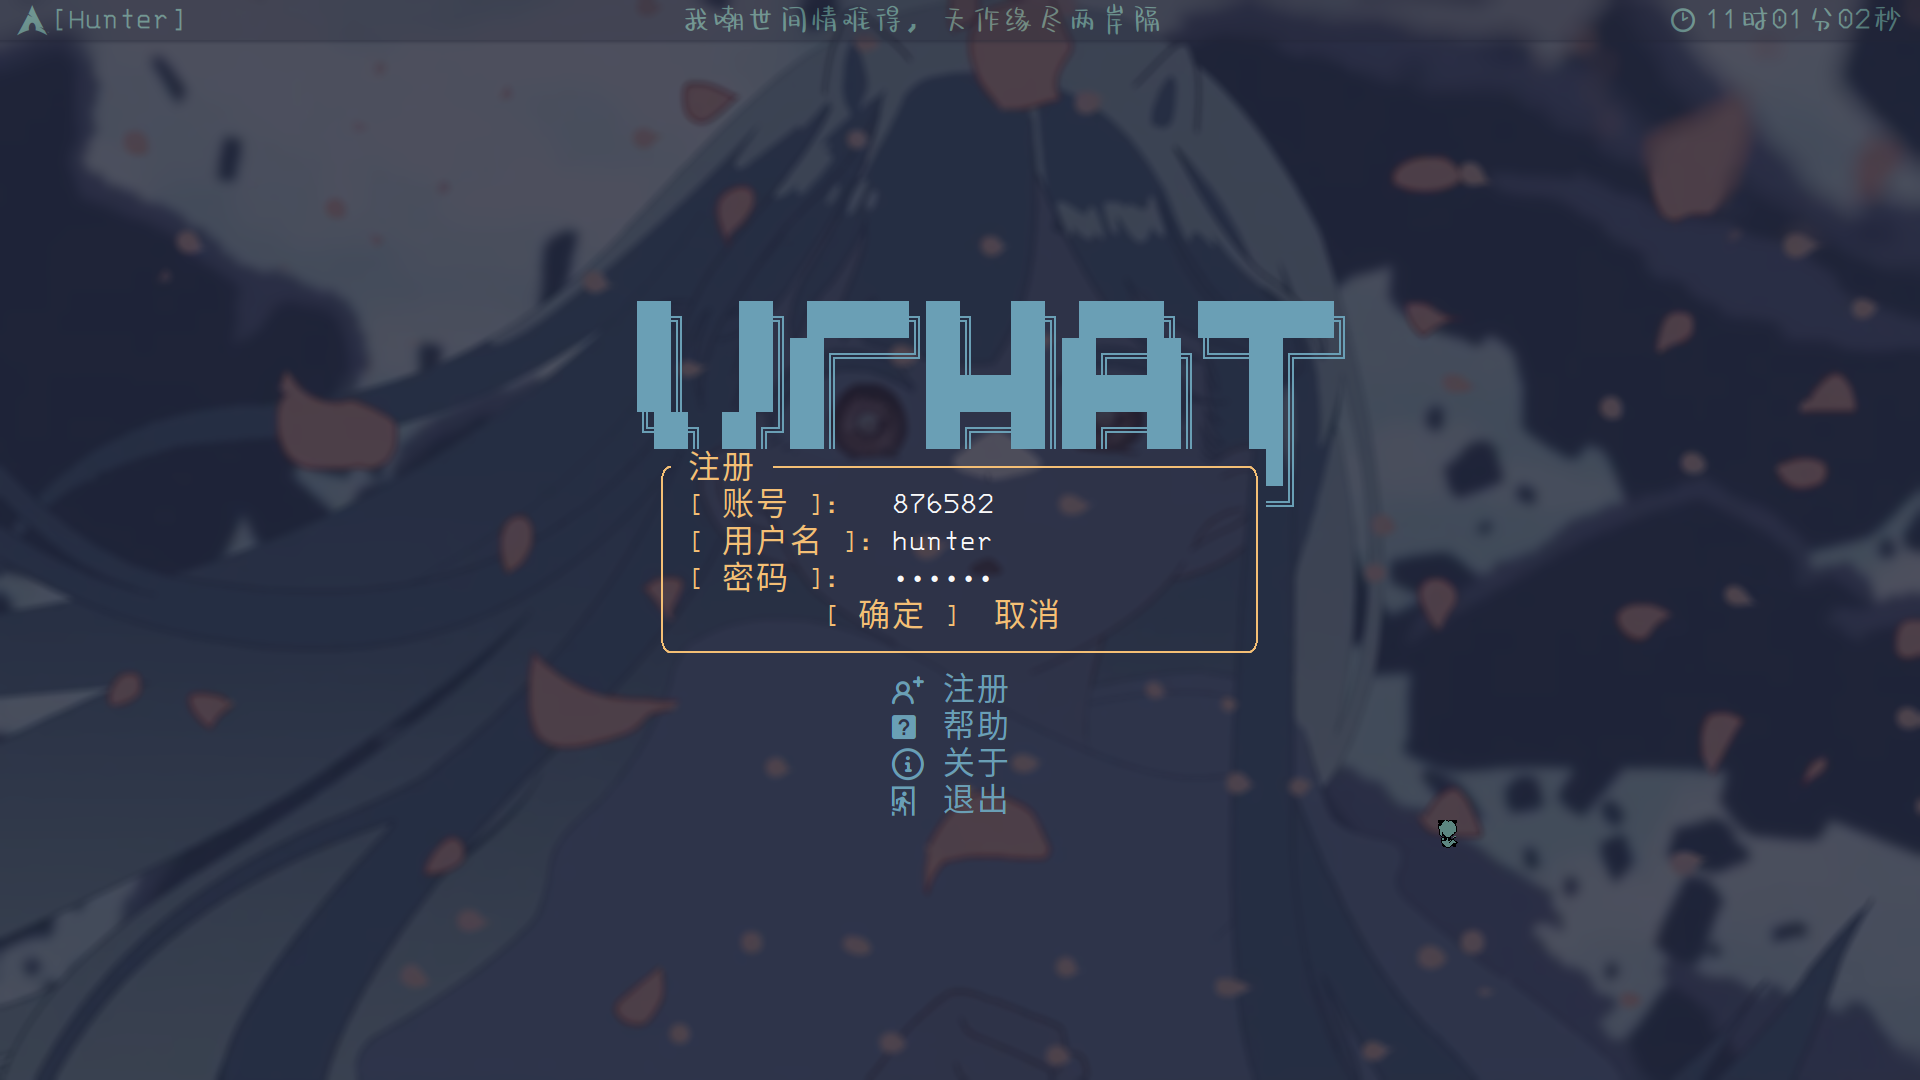 [Hunter]
我嘲世间情难得，天作缘尽两岸隔
11时01分02秒
VCHAT
注册
[ 账号 ]: 876582
[ 用户名 ]: hunter
[ 密码 ]: ••••••
[ 确定 ] 取消
注册
帮助
关于
退出